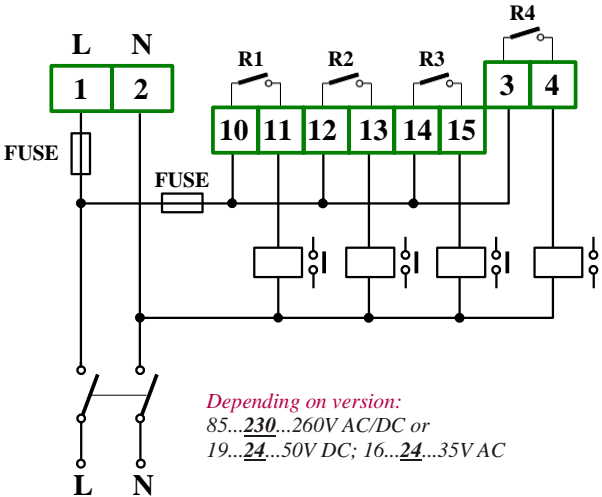 R4
L N
R1 R2 R3
1 2
3 4
10 11 12 13 14 15
FUSE
FUSE
Depending on version:
85...230...260V AC/DC or
19...24...50V DC; 16...24...35V AC
L N